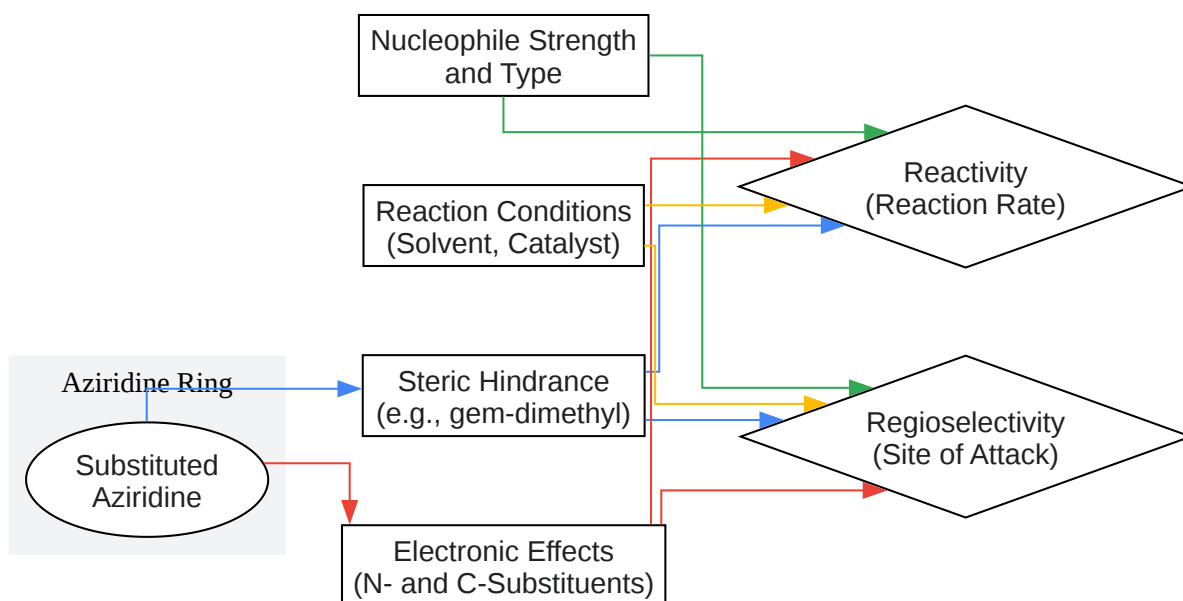 Nucleophile Strength
and Type
Reaction Conditions
(Solvent, Catalyst)
Reactivity
(Reaction Rate)
Aziridine Ring
Substituted
Aziridine
Steric Hindrance
(e.g., gem-dimethyl)
Regioselectivity
(Site of Attack)
Electronic Effects
(N- and C-Substituents)